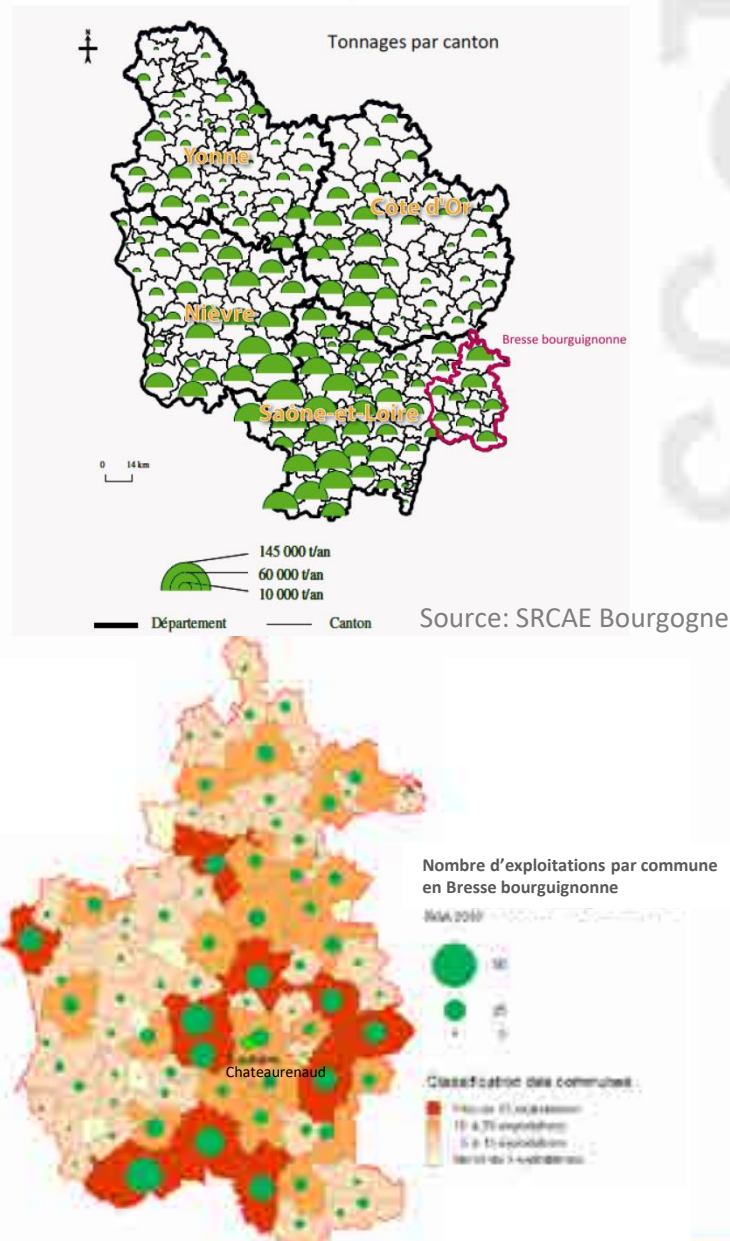 Tonnages par canton
Yonne
Côte d'Or
Nièvre
Bresse bourguignonne
Saône-et-Loire
0 14 km
145 000 t/an
60 000 t/an
10 000 t/an
Département
Canton
Source: SRCAE Bourgogne
Nombre d'exploitations par commune
en Bresse bourguignonne
Chateaurenaud
Classification des communes